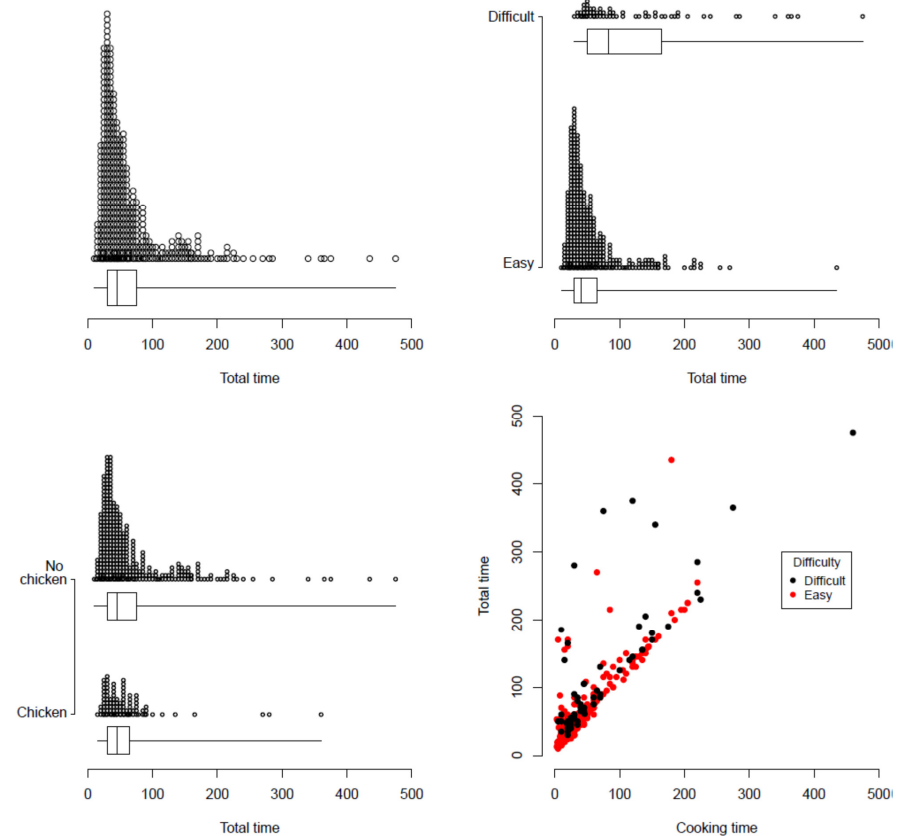 0 100 200 300 400 500
Total time
Difficult
Easy
0 100 200 300 400 500
Total time
No
chicken
Chicken
0 100 200 300 400 500
Total time
500
400
300
200
100
0
Total time
Difficulty
Difficult
Easy
0 100 200 300 400 500
Cooking time